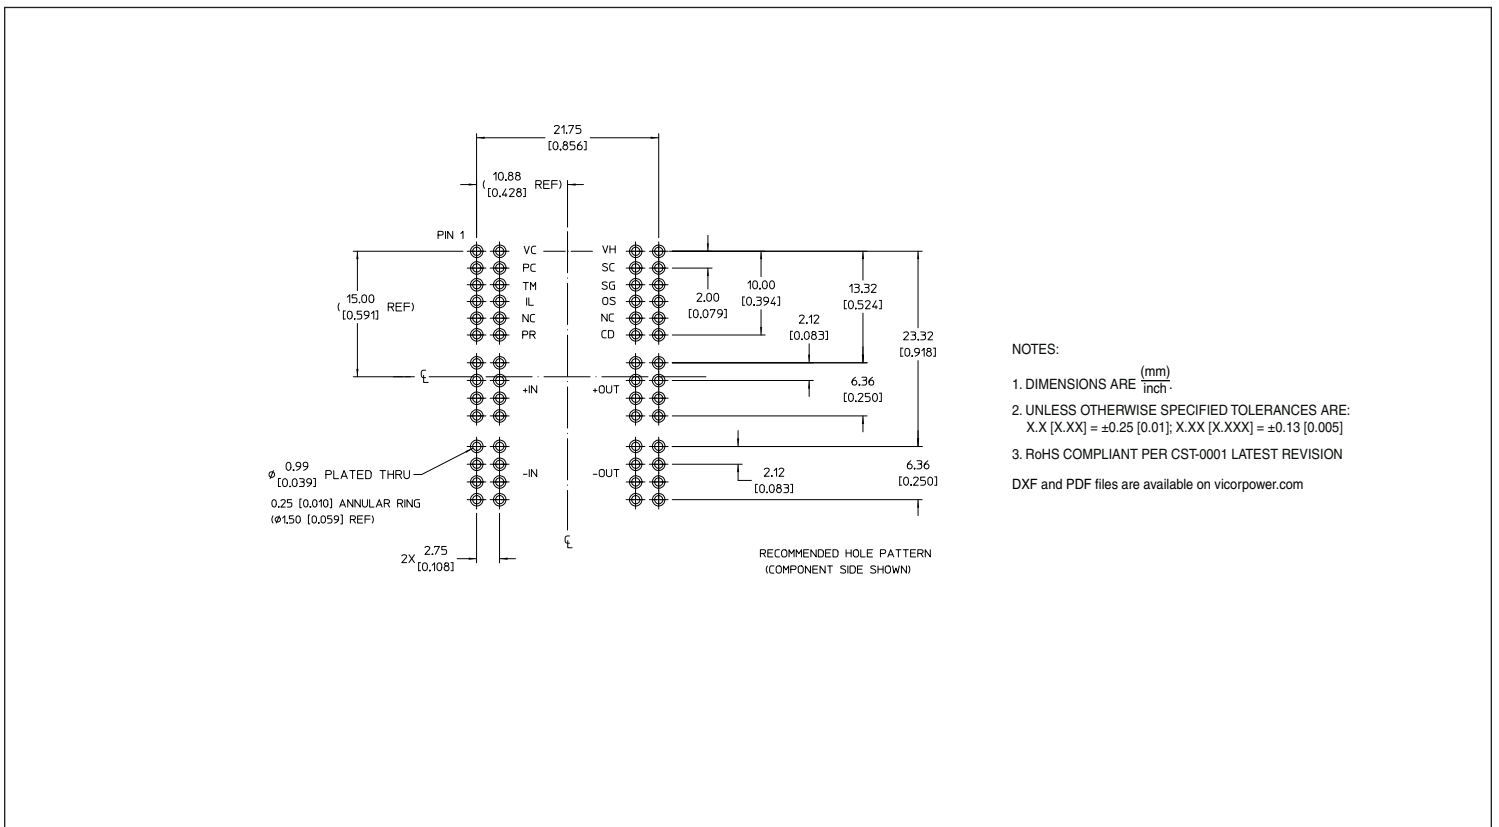 21.75
[0.856]
( 10.88 REF)
[0.428]
PIN 1
VC
VH
PC
SC
TM
SG
IL
OS
NC
NC
PR
CD
( 15.00 REF)
[0.591]
2.00
[0.079]
10.00
[0.394]
13.32
[0.524]
2.12
[0.083]
23.32
[0.918]
℄
+IN
+OUT
6.36
[0.250]
-IN
-OUT
2.12
[0.083]
6.36
[0.250]
ø 0.99 PLATED THRU
[0.039]
0.25 [0.010] ANNULAR RING
(ø1.50 [0.059] REF)
℄
2X 2.75
[0.108]
RECOMMENDED HOLE PATTERN
(COMPONENT SIDE SHOWN)
NOTES:
1. DIMENSIONS ARE (mm)
inch.
2. UNLESS OTHERWISE SPECIFIED TOLERANCES ARE:
X.X [X.XX] = ±0.25 [0.01]; X.XX [X.XXX] = ±0.13 [0.005]
3. RoHS COMPLIANT PER CST-0001 LATEST REVISION
DXF and PDF files are available on vicorpower.com